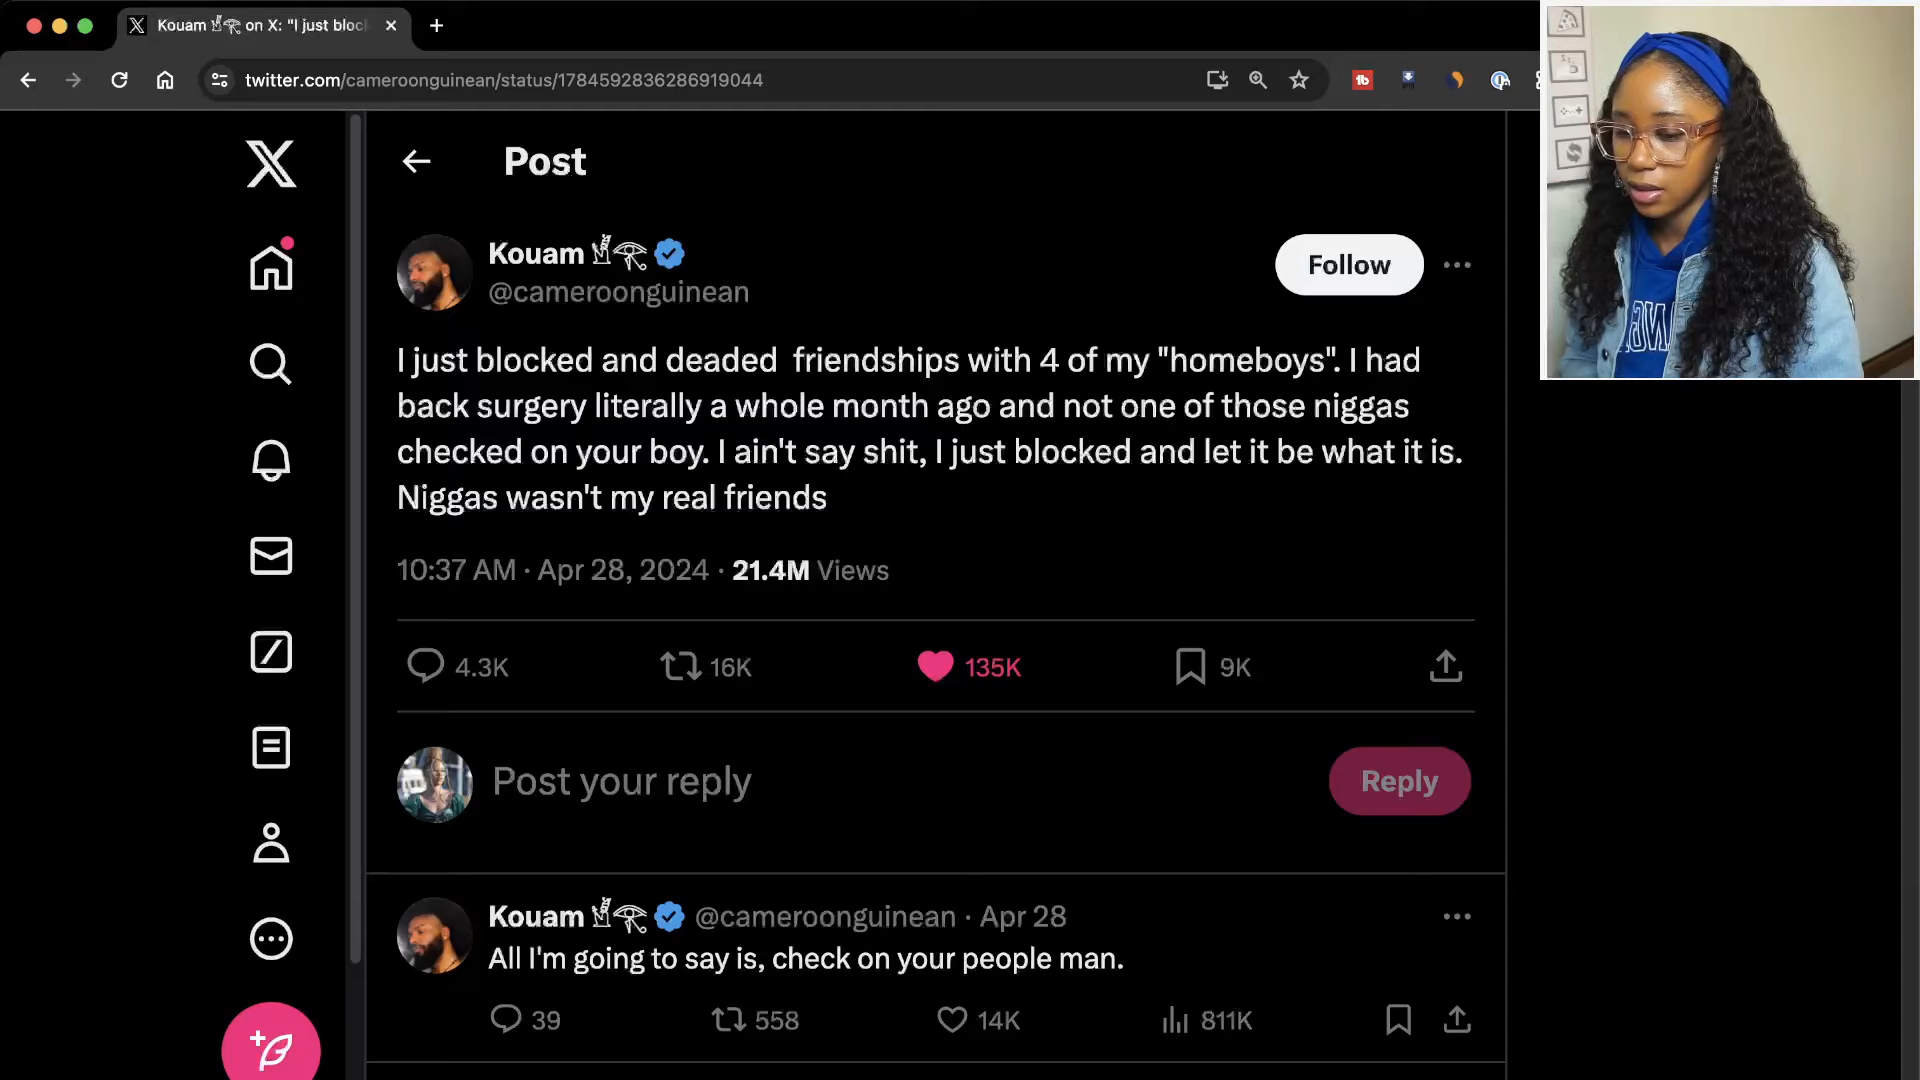 Kouam 𓁈𓂀 on X: "I just bloc
twitter.com/cameroonguinean/status/1784592836286919044
Post
Kouam
@cameroonguinean
Follow
I just blocked and deaded friendships with 4 of my "homeboys". I had
back surgery literally a whole month ago and not one of those niggas
checked on your boy. I ain't say shit, I just blocked and let it be what it is.
Niggas wasn't my real friends
10:37 AM · Apr 28, 2024 · 21.4M Views
4.3K 16K 135K 9K
Post your reply
Reply
Kouam @cameroonguinean · Apr 28
All I'm going to say is, check on your people man.
39 558 14K 811K